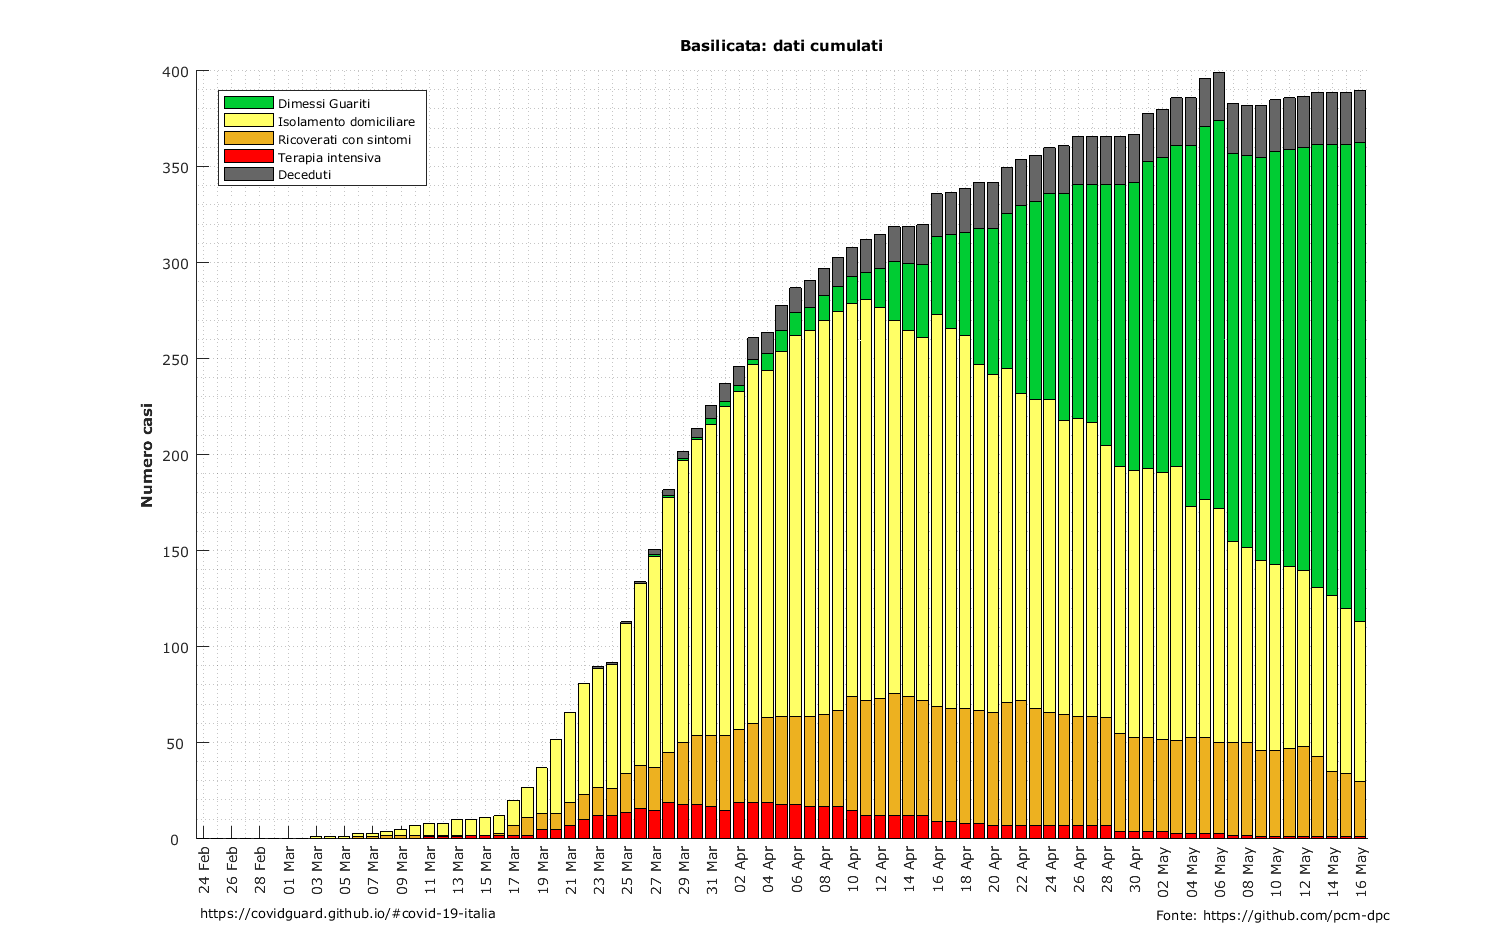 Basilicata: dati cumulati
400
350
300
250
200
150
100
50
0
Numero casi
Dimessi Guariti
Isolamento domiciliare
Ricoverati con sintomi
Terapia intensiva
Deceduti
24 Feb
26 Feb
28 Feb
01 Mar
03 Mar
05 Mar
07 Mar
09 Mar
11 Mar
13 Mar
15 Mar
17 Mar
19 Mar
21 Mar
23 Mar
25 Mar
27 Mar
29 Mar
31 Mar
02 Apr
04 Apr
06 Apr
08 Apr
10 Apr
12 Apr
14 Apr
16 Apr
18 Apr
20 Apr
22 Apr
24 Apr
26 Apr
28 Apr
30 Apr
02 May
04 May
06 May
08 May
10 May
12 May
14 May
16 May
https://covidguard.github.io/#covid-19-italia
Fonte: https://github.com/pcm-dpc